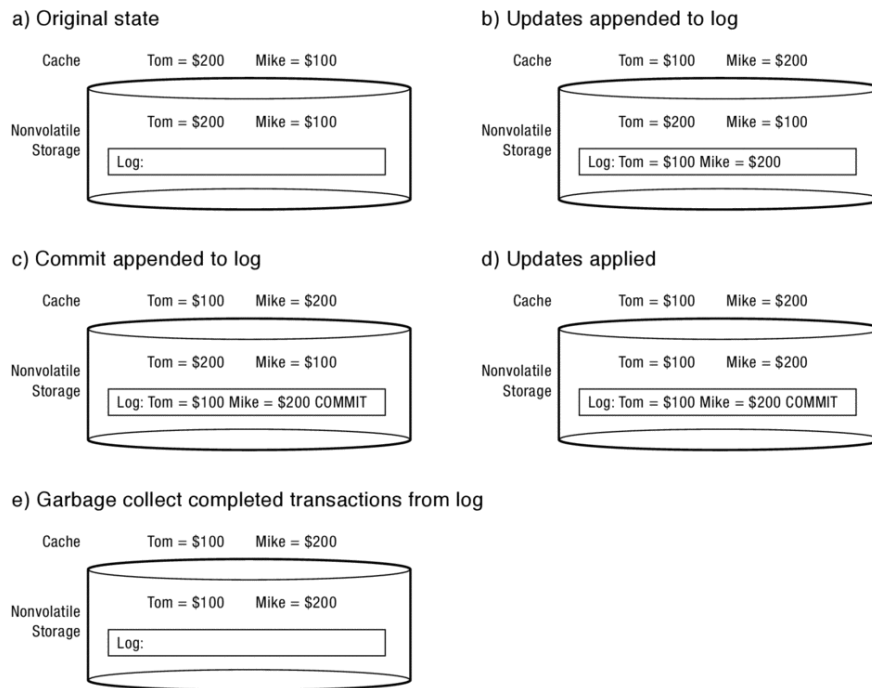 a) Original state
Cache Tom = $200 Mike = $100
Tom = $200 Mike = $100
Nonvolatile
Storage
Log:
b) Updates appended to log
Cache Tom = $100 Mike = $200
Tom = $200 Mike = $100
Nonvolatile
Storage
Log: Tom = $100 Mike = $200
c) Commit appended to log
Cache Tom = $100 Mike = $200
Tom = $200 Mike = $100
Nonvolatile
Storage
Log: Tom = $100 Mike = $200 COMMIT
d) Updates applied
Cache Tom = $100 Mike = $200
Tom = $100 Mike = $200
Nonvolatile
Storage
Log: Tom = $100 Mike = $200 COMMIT
e) Garbage collect completed transactions from log
Cache Tom = $100 Mike = $200
Tom = $100 Mike = $200
Nonvolatile
Storage
Log: